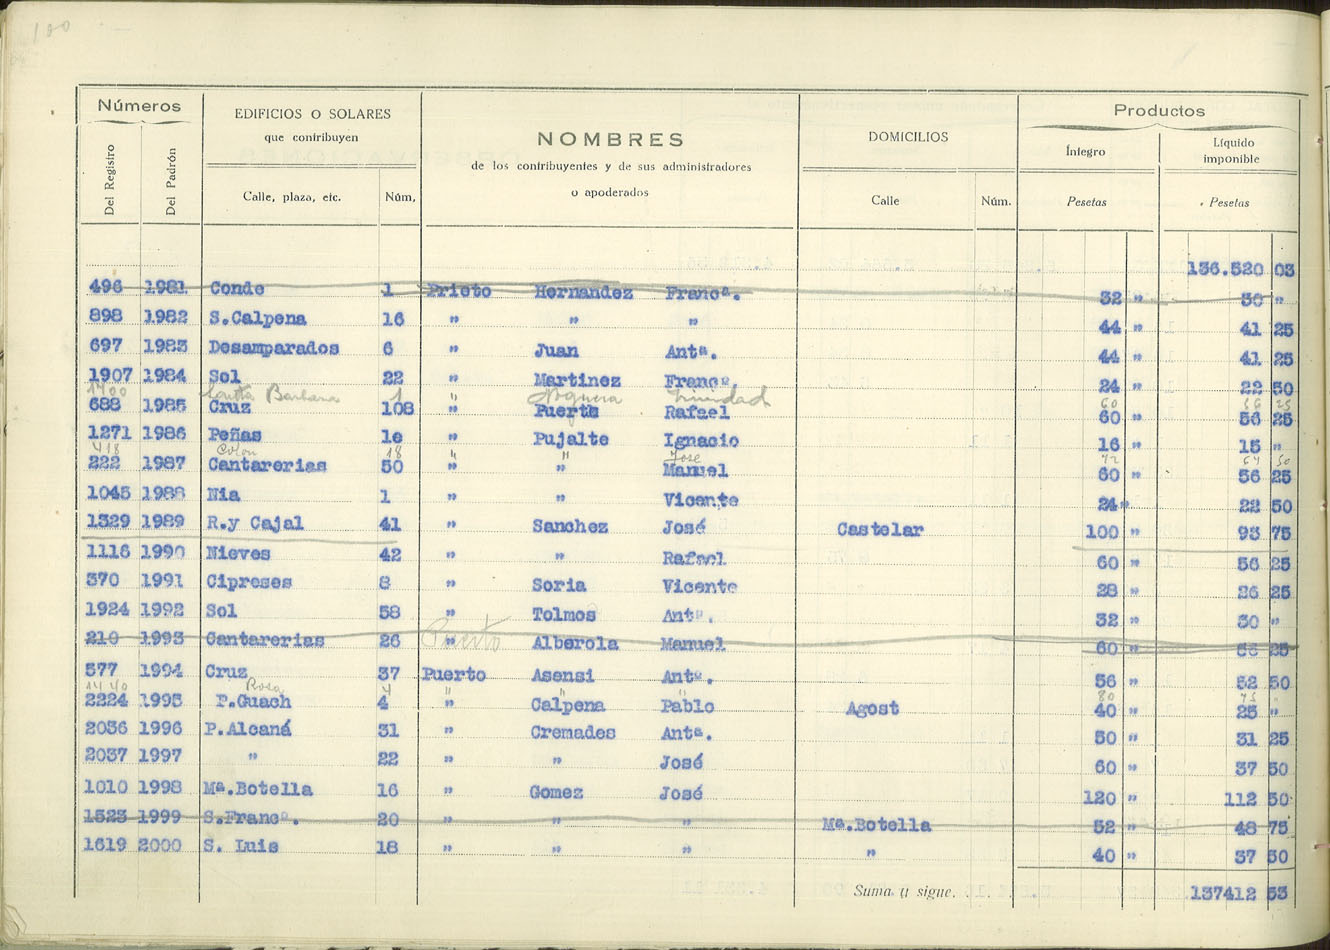 100
Números
EDIFICIOS O SOLARES
que contribuyen
NOMBRES
de los contribuyentes y de sus administradores
o apoderados
DOMICILIOS
Productos
Íntegro
Líquido imponible
Del Registro
Del Padrón
Calle, plaza, etc.
Núm.
Calle
Núm.
Pesetas
Pesetas
136.520 03
496 1981 Conde 1 Prieto Hernandez Francª. 32 " 30 "
898 1982 S.Calpena 16 " " " 44 " 41 25
697 1983 Desamparados 6 " Juan Antª. 44 " 41 25
1907 1984 Sol 22 " Martinez Francº. 24 " 22 50
1400 Santa Barbara 1 " Noguera Trinidad 60 56 25
688 1985 Cruz 108 " Puerta Rafael 60 " 56 25
1271 1986 Peñas 1e " Pujalte Ignacio 16 " 15 "
418 Colon 18 " " Jose 72 67 50
222 1987 Cantarerias 50 " " Manuel 60 " 56 25
1045 1988 Nia 1 " " Vicente 24 " 22 50
1329 1989 R.y Cajal 41 " Sanchez José Castelar 100 " 93 75
1116 1990 Nieves 42 " " Rafael 60 " 56 25
370 1991 Cipreses 8 " Soria Vicente 28 " 26 25
1924 1992 Sol 58 " Tolmos Antº. 32 " 30 "
Puerto
210 1993 Cantarerias 26 " Alberola Manuel 60 " 56 25
577 1994 Cruz 37 Puerto Asensi Antº. 56 " 52 50
1440 Rosa 4 " " " 80 75 "
2224 1995 P.Guach 4 " Calpena Pablo Agost 40 " 25 "
2036 1996 P.Alcaná 31 " Cremades Antª. 50 " 31 25
2037 1997 " 22 " " José 60 " 37 50
1010 1998 Mª.Botella 16 " Gomez José 120 " 112 50
1523 1999 S.Francº. 20 " " " Mª.Botella 52 " 48 75
1619 2000 S. Luis 18 " " " " 40 " 37 50
Suma y sigue. . . . 137412 53